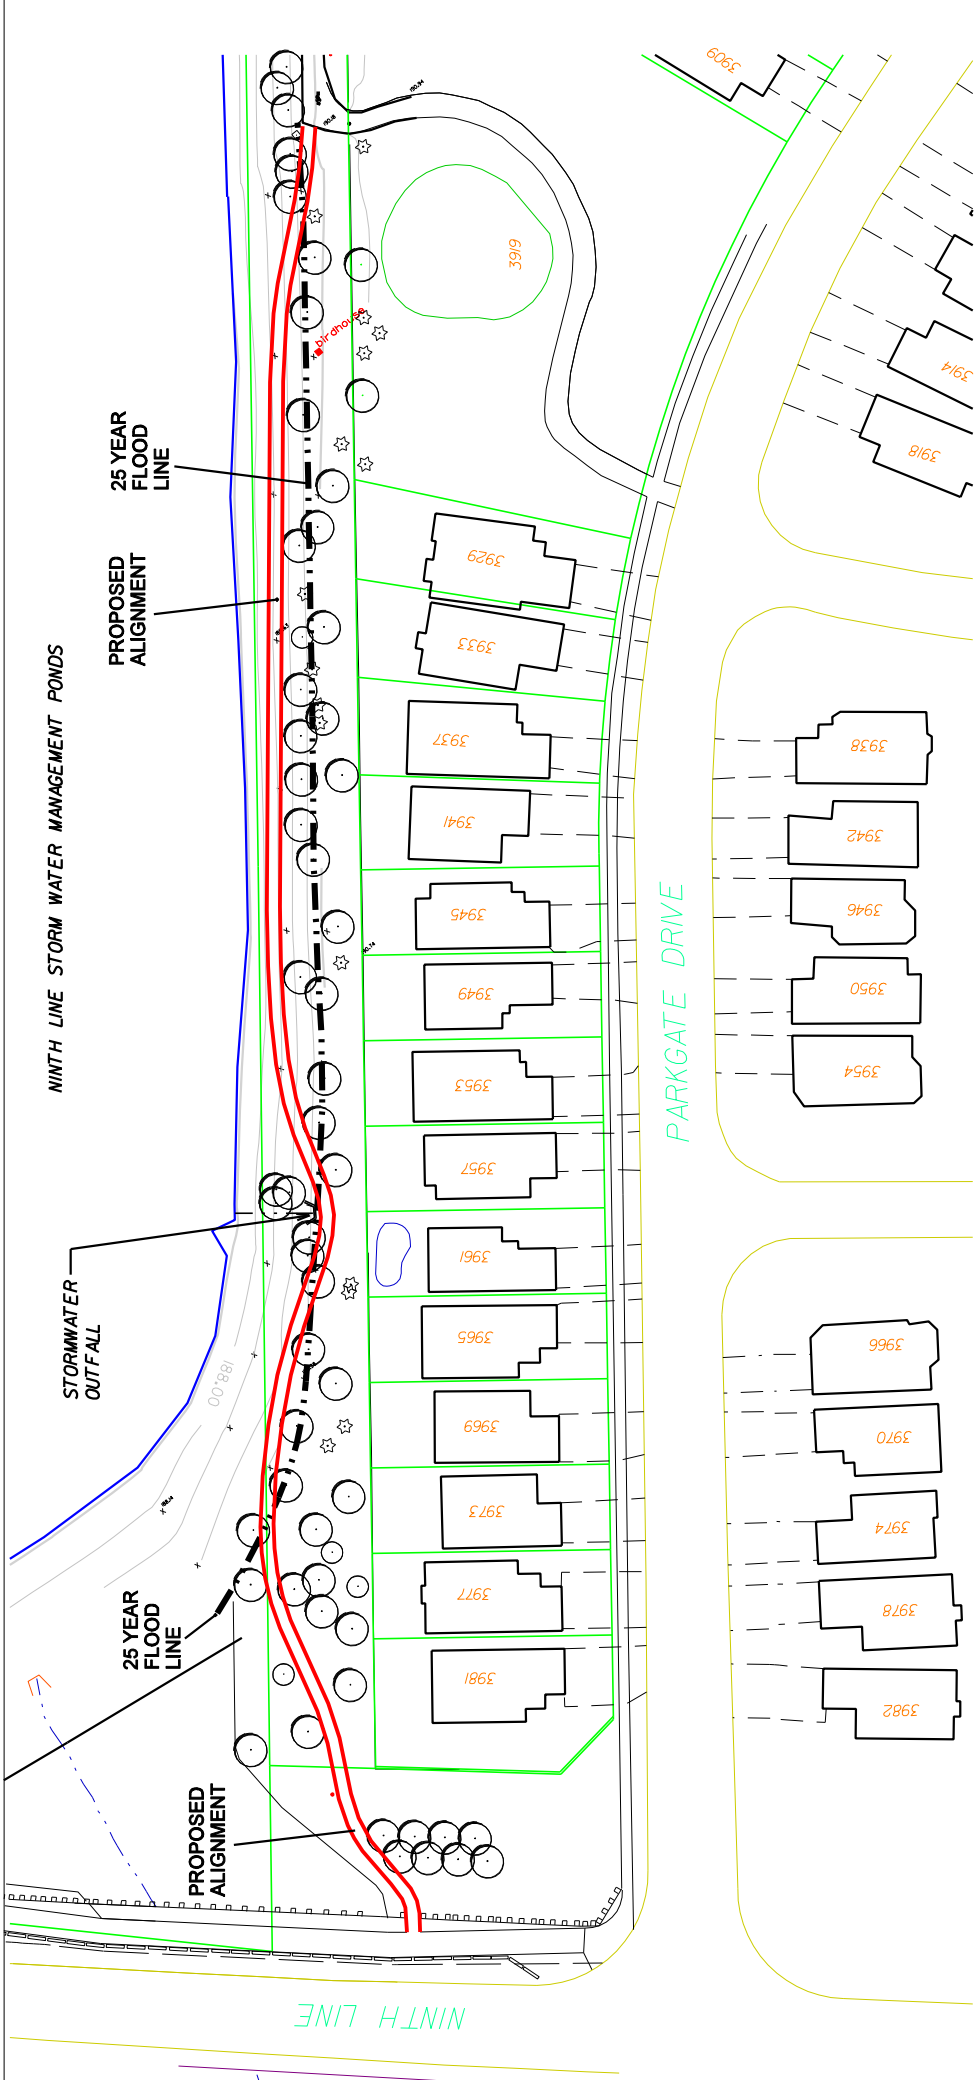 3909
3919
birdhouse
3914
3918
25 YEAR
FLOOD
LINE
PROPOSED
ALIGNMENT
3929
3933
NINTH LINE STORM WATER MANAGEMENT PONDS
3937
3938
3941
3942
3945
3946
PARKGATE DRIVE
3949
3950
3953
3954
3957
STORMWATER
OUTFALL
3961
3965
3966
188.00
3969
3970
3973
3974
25 YEAR
FLOOD
LINE
3977
3978
3981
3982
PROPOSED
ALIGNMENT
NINTH LINE